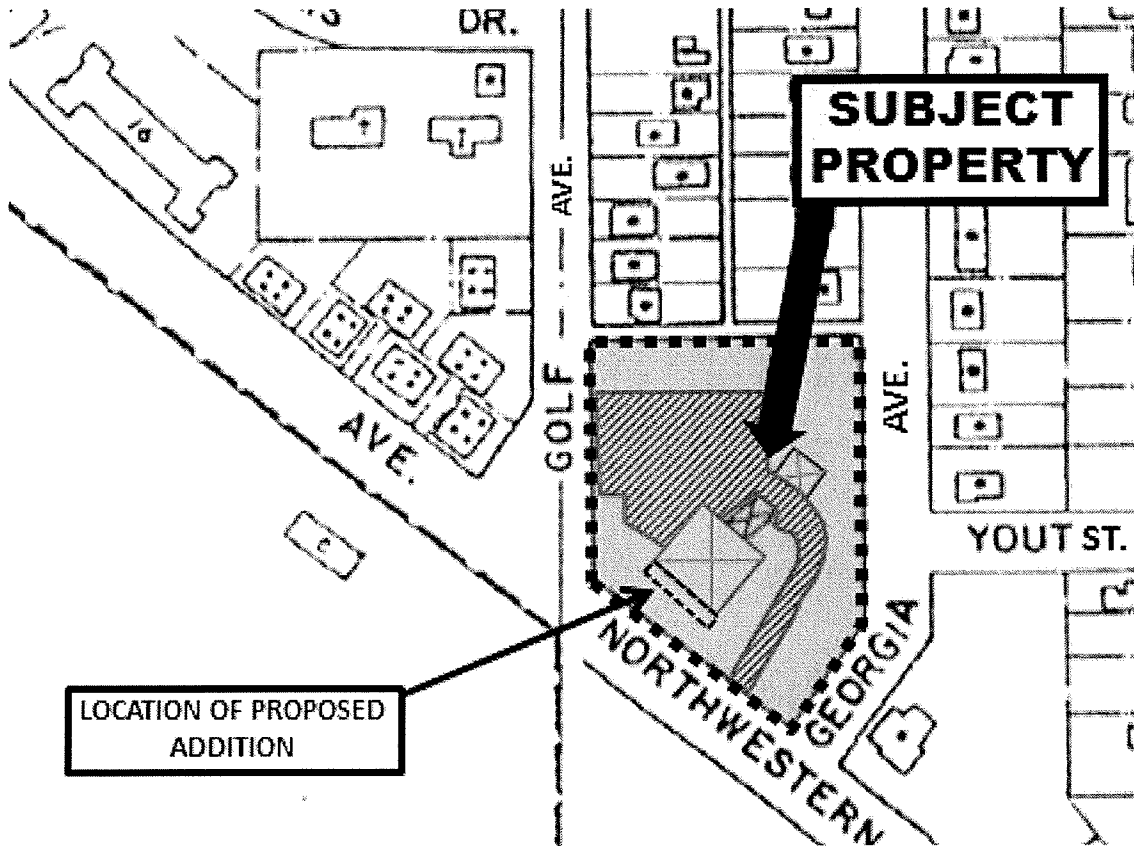 DR.
AVE.
SUBJECT
PROPERTY
GOLF
AVE.
AVE.
YOUT ST.
NORTHWESTERN
GEORGIA
LOCATION OF PROPOSED
ADDITION